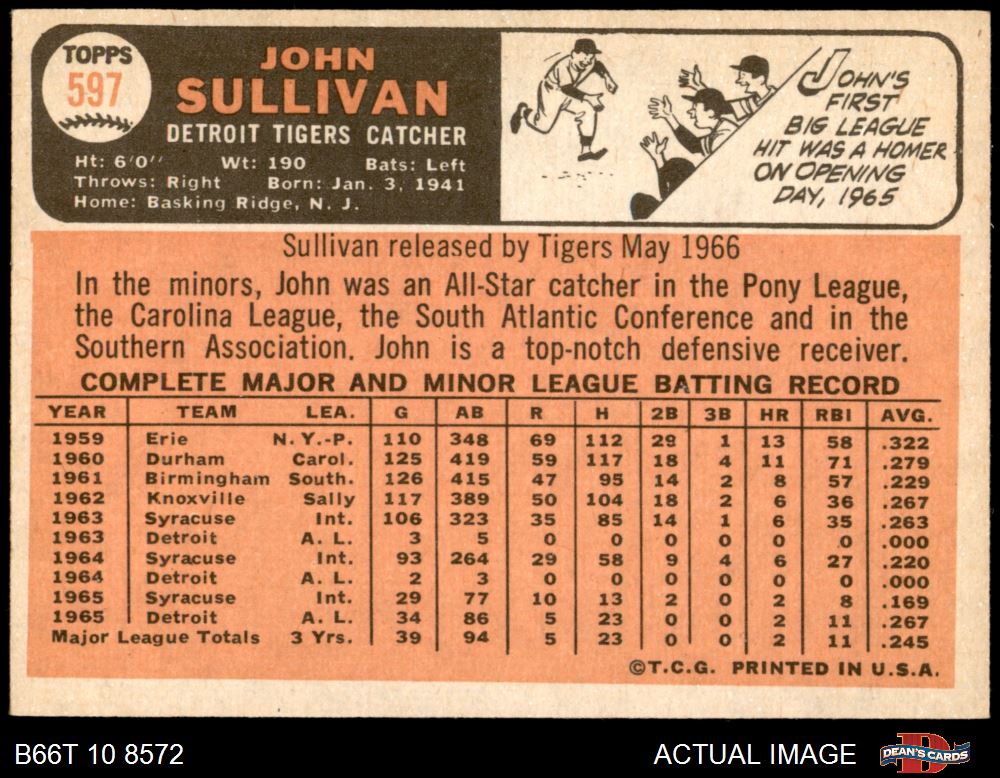 TOPPS
597
JOHN
SULLIVAN
DETROIT TIGERS CATCHER
Ht: 6'0" Wt: 190 Bats: Left
Throws: Right Born: Jan. 3, 1941
Home: Basking Ridge, N. J.
JOHN'S
FIRST
BIG LEAGUE
HIT WAS A HOMER
ON OPENING
DAY, 1965
Sullivan released by Tigers May 1966
In the minors, John was an All-Star catcher in the Pony League,
the Carolina League, the South Atlantic Conference and in the
Southern Association. John is a top-notch defensive receiver.
COMPLETE MAJOR AND MINOR LEAGUE BATTING RECORD
YEAR TEAM LEA. G AB R H 2B 3B HR RBI AVG.
1959 Erie N. Y.-P. 110 348 69 112 29 1 13 58 .322
1960 Durham Carol. 125 419 59 117 18 4 11 71 .279
1961 Birmingham South. 126 415 47 95 14 2 8 57 .229
1962 Knoxville Sally 117 389 50 104 18 2 6 36 .267
1963 Syracuse Int. 106 323 35 85 14 1 6 35 .263
1963 Detroit A. L. 3 5 0 0 0 0 0 0 .000
1964 Syracuse Int. 93 264 29 58 9 4 6 27 .220
1964 Detroit A. L. 2 3 0 0 0 0 0 0 .000
1965 Syracuse Int. 29 77 10 13 2 0 2 8 .169
1965 Detroit A. L. 34 86 5 23 0 0 2 11 .267
Major League Totals 3 Yrs. 39 94 5 23 0 0 2 11 .245
©T.C.G. PRINTED IN U.S.A.
B66T 10 8572
ACTUAL IMAGE
DEAN'S CARDS